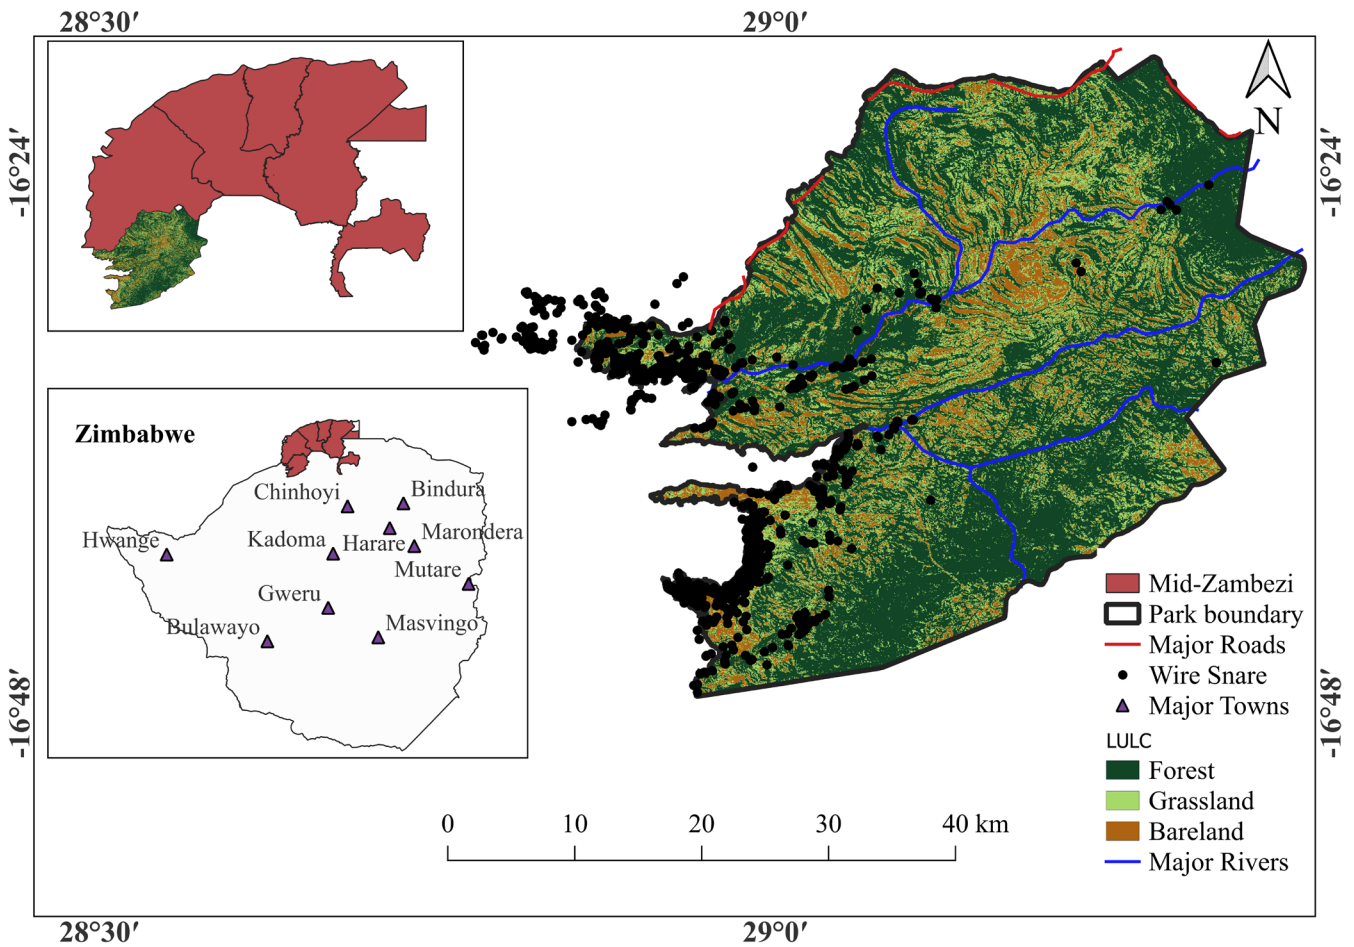 28°30′ 29°0′
N
-16°24′ -16°24′
Zimbabwe
Chinhoyi Bindura
Hwange Kadoma Harare Marondera
Mutare
Gweru
Bulawayo Masvingo
Mid-Zambezi
Park boundary
Major Roads
Wire Snare
Major Towns
-16°48′ -16°48′
LULC
Forest
Grassland
Bareland
Major Rivers
0 10 20 30 40 km
28°30′ 29°0′